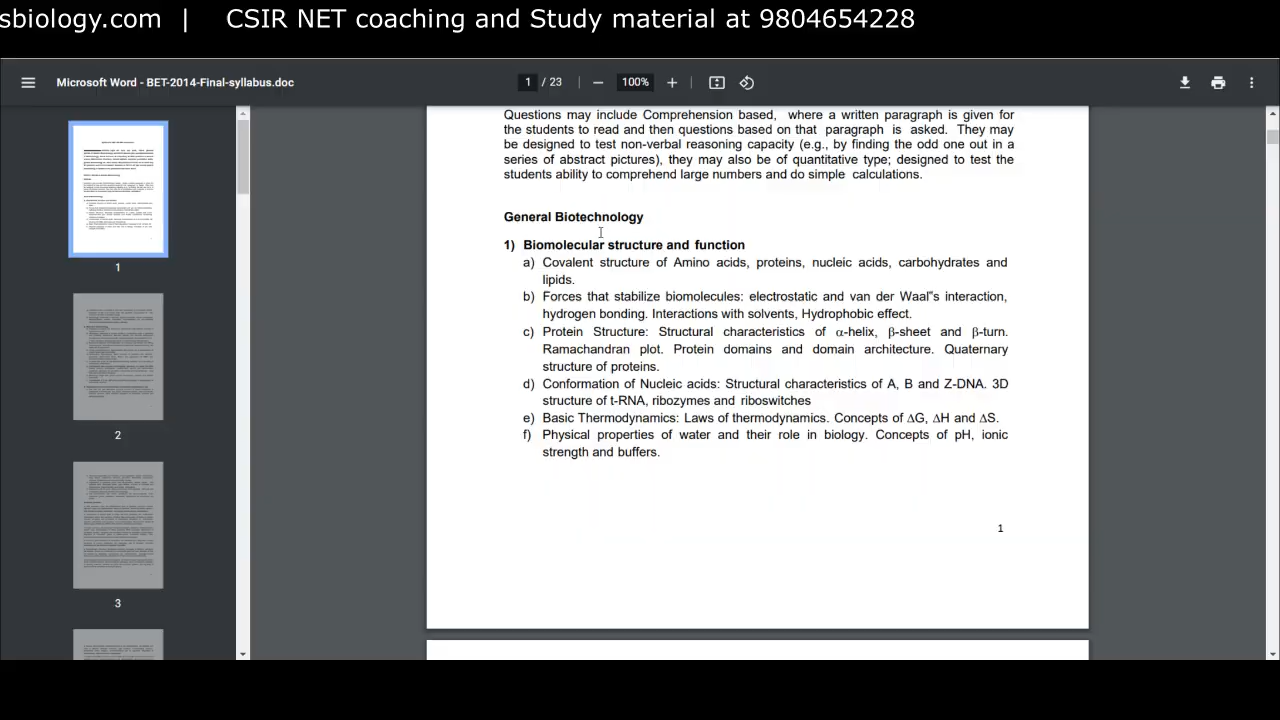 sbiology.com | CSIR NET coaching and Study material at 9804654228
Microsoft Word - BET-2014-Final-syllabus.doc
1 / 23
100%
Questions may include Comprehension based, where a written paragraph is given for
the students to read and then questions based on that paragraph is asked. They may
be designed to test non-verbal reasoning capacity (e.g., by finding the odd one out in a
series of abstract pictures), they may also be of quantitative type; designed to test the
students ability to comprehend large numbers and do simple calculations.
General Biotechnology
1) Biomolecular structure and function
a) Covalent structure of Amino acids, proteins, nucleic acids, carbohydrates and
lipids.
b) Forces that stabilize biomolecules: electrostatic and van der Waal"s interaction,
hydrogen bonding. Interactions with solvents, Hydrophobic effect.
c) Protein Structure: Structural characteristics of α-helix, β-sheet and β-turn.
Ramachandran plot. Protein domains and domain architecture. Quaternary
structure of proteins.
d) Conformation of Nucleic acids: Structural characteristics of A, B and Z-DNA. 3D
structure of t-RNA, ribozymes and riboswitches
e) Basic Thermodynamics: Laws of thermodynamics. Concepts of ∆G, ∆H and ∆S.
f) Physical properties of water and their role in biology. Concepts of pH, ionic
strength and buffers.
1
1
2
3